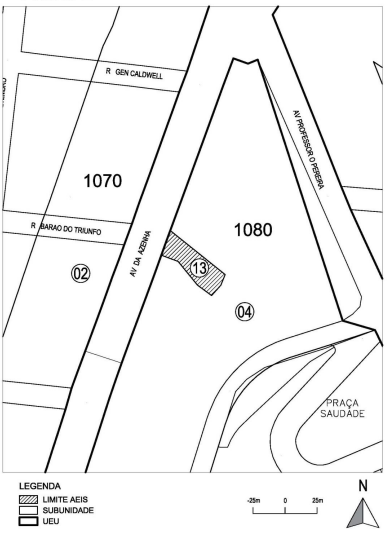 R GEN CALDWELL
AV PROFESSOR O PEREIRA
1070
R BARAO DO TRIUNFO
1080
AV DA AZENHA
13
02
04
PRAÇA
SAUDADE
LEGENDA
LIMITE AEIS
SUBUNIDADE
UEU
-25m 0 25m
N